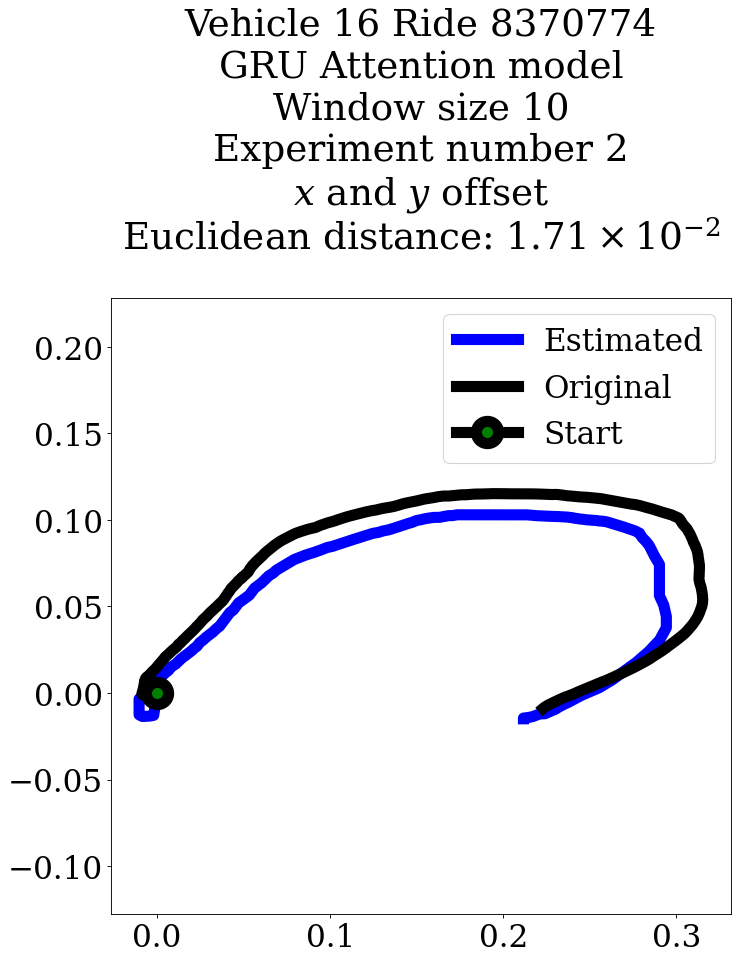 Vehicle 16 Ride 8370774
GRU Attention model
Window size 10
Experiment number 2
x and y offset
Euclidean distance: 1.71 × 10⁻²
Estimated
Original
Start
0.20
0.15
0.10
0.05
0.00
−0.05
−0.10
0.0 0.1 0.2 0.3